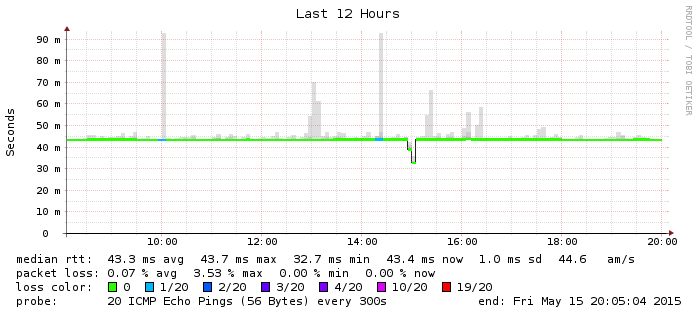 Last 12 Hours
RRDTOOL / TOBI OETIKER
Seconds
90 m
80 m
70 m
60 m
50 m
40 m
30 m
20 m
10 m
0
10:00 12:00 14:00 16:00 18:00 20:00
median rtt: 43.3 ms avg 43.7 ms max 32.7 ms min 43.4 ms now 1.0 ms sd 44.6 am/s
packet loss: 0.07 % avg 3.53 % max 0.00 % min 0.00 % now
loss color: 0 1/20 2/20 3/20 4/20 10/20 19/20
probe: 20 ICMP Echo Pings (56 Bytes) every 300s end: Fri May 15 20:05:04 2015